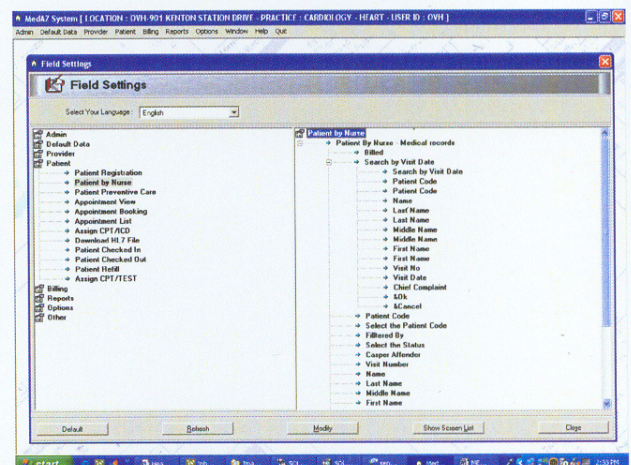 MedA7 System [ LOCATION : OVH-901 KENTON STATION DRIVE - PRACTICE : CARDIOLOGY - HEART - USER ID : OVH ]
Admin Default Data Provider Patient Billing Reports Options Window Help Quit
Field Settings
Field Settings
Select Your Language : English
Admin
Default Data
Provider
Patient
Patient Registration
Patient by Nurse
Patient Preventive Care
Appointment View
Appointment Booking
Appointment List
Assign CPT/ICD
Download HL7 File
Patient Checked In
Patient Checked Out
Patient Refill
Assign CPT/TEST
Billing
Reports
Options
Other
Patient by Nurse
Patient By Nurse - Medical records
Billed
Search by Visit Date
Search by Visit Date
Patient Code
Patient Code
Name
Last Name
Last Name
Middle Name
Middle Name
First Name
First Name
Visit No
Visit Date
Chief Complaint
&Ok
&Cancel
Patient Code
Select the Patient Code
Filltered By
Select the Status
Casper Affender
Visit Number
Name
Last Name
Middle Name
First Name
Default Refresh Modify Show Screen List
start
2:53 PM